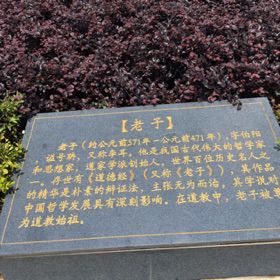 【老子】
老子（约公元前571年－公元前471年），字伯阳
，谥号聃，又称李耳，他是我国古代伟大的哲学家
和思想家，道家学派创始人，世界百位历史名人之
一。存世有《道德经》（又称《老子》），其作品
的精华是朴素的辩证法，主张无为而治，其学说对
中国哲学发展具有深刻影响。在道教中，老子被尊
为道教始祖。